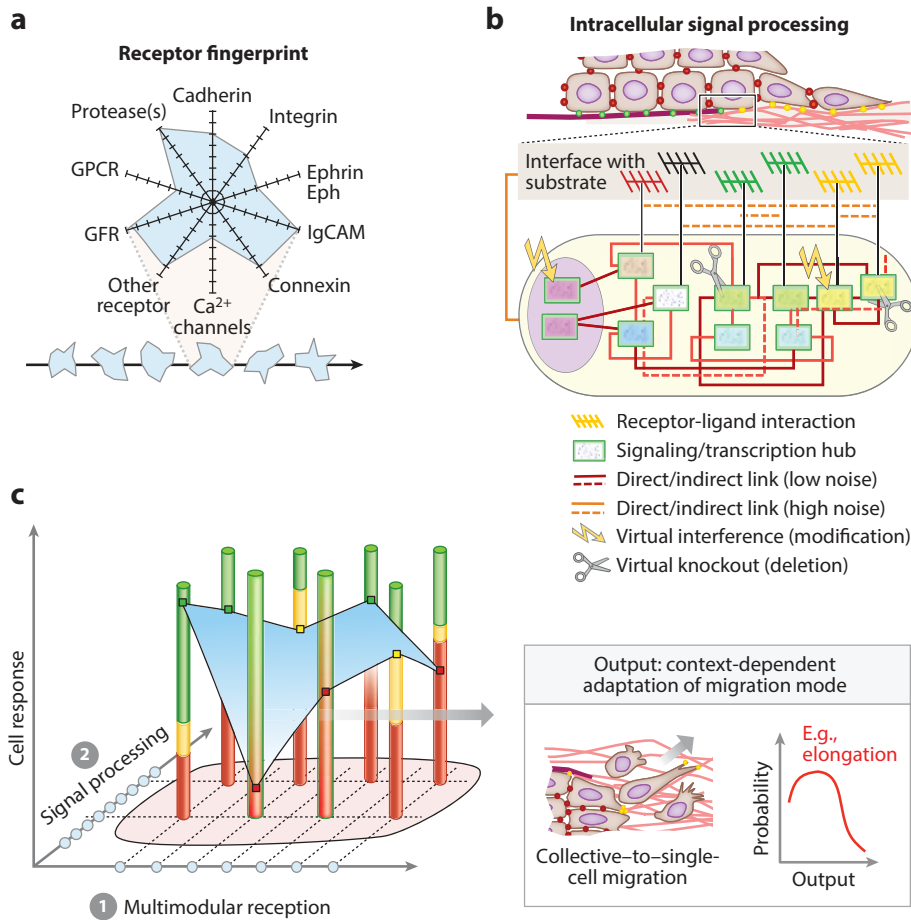 a
Receptor fingerprint
Cadherin
Protease(s)
Integrin
GPCR
Ephrin
Eph
GFR
IgCAM
Other
receptor
Connexin
Ca²⁺
channels
b
Intracellular signal processing
Interface with
substrate
Receptor-ligand interaction
Signaling/transcription hub
Direct/indirect link (low noise)
Direct/indirect link (high noise)
Virtual interference (modification)
Virtual knockout (deletion)
c
Cell response
2
Signal processing
1 Multimodular reception
Output: context-dependent
adaptation of migration mode
Collective–to–single-
cell migration
E.g.,
elongation
Probability
Output